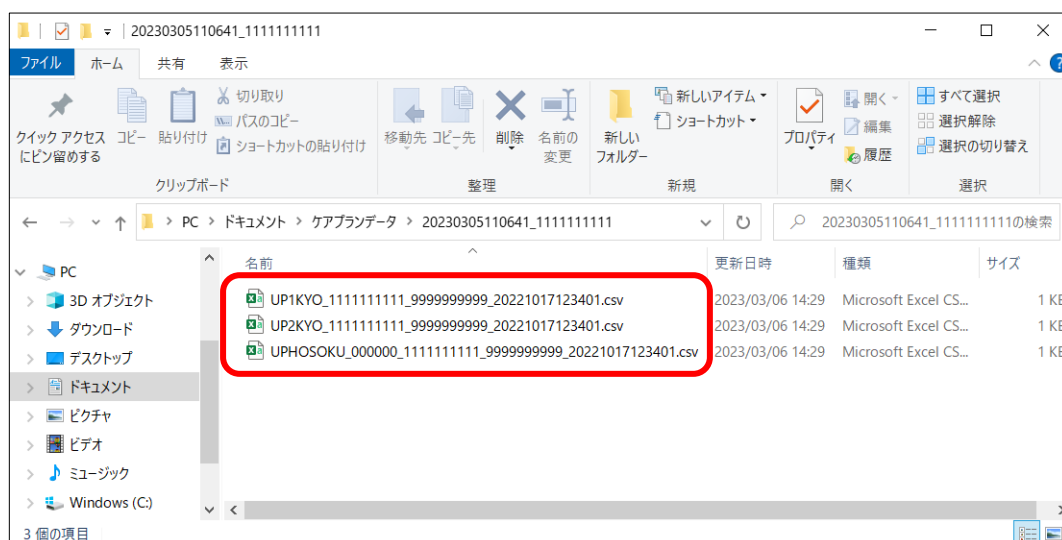 20230305110641_1111111111
ファイル ホーム 共有 表示
クイック アクセスにピン留めする
コピー
貼り付け
切り取り
パスのコピー
ショートカットの貼り付け
クリップボード
移動先
コピー先
削除
名前の変更
整理
新しいフォルダー
新しいアイテム
ショートカット
新規
プロパティ
開く
編集
履歴
開く
すべて選択
選択解除
選択の切り替え
選択
PC > ドキュメント > ケアプランデータ > 20230305110641_1111111111
20230305110641_1111111111の検索
名前 更新日時 種類 サイズ
UP1KYO_1111111111_9999999999_20221017123401.csv 2023/03/06 14:29 Microsoft Excel CS... 1 KE
UP2KYO_1111111111_9999999999_20221017123401.csv 2023/03/06 14:29 Microsoft Excel CS... 1 KE
UPHOSOKU_000000_1111111111_9999999999_20221017123401.csv 2023/03/06 14:29 Microsoft Excel CS... 1 KE
PC
3D オブジェクト
ダウンロード
デスクトップ
ドキュメント
ピクチャ
ビデオ
ミュージック
Windows (C:)
3 個の項目